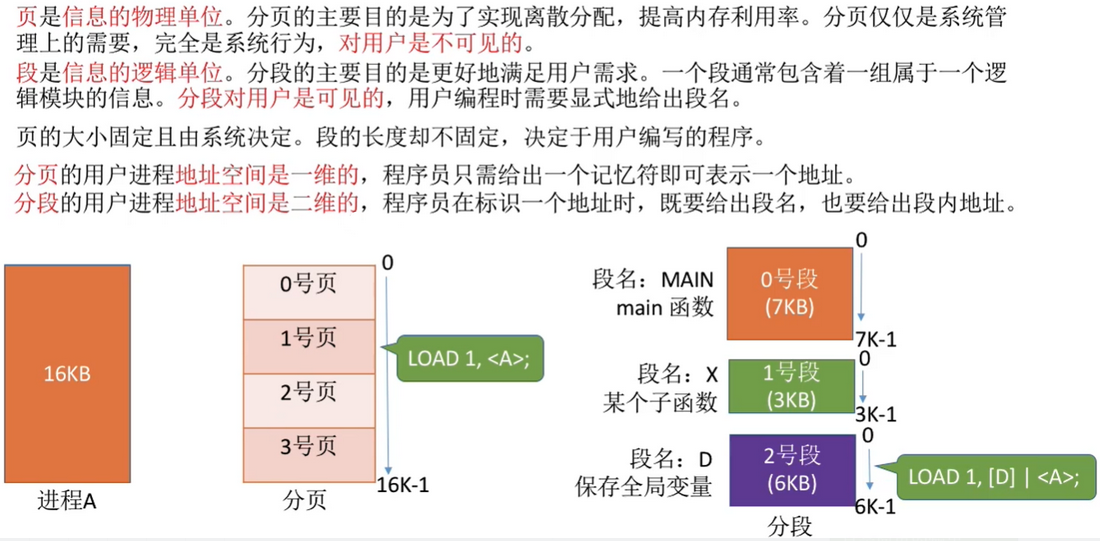 页是信息的物理单位。分页的主要目的是为了实现离散分配，提高内存利用率。分页仅仅是系统管
理上的需要，完全是系统行为，对用户是不可见的。
段是信息的逻辑单位。分段的主要目的是更好地满足用户需求。一个段通常包含着一组属于一个逻
辑模块的信息。分段对用户是可见的，用户编程时需要显式地给出段名。
页的大小固定且由系统决定。段的长度却不固定，决定于用户编写的程序。
分页的用户进程地址空间是一维的，程序员只需给出一个记忆符即可表示一个地址。
分段的用户进程地址空间是二维的，程序员在标识一个地址时，既要给出段名，也要给出段内地址。
16KB
进程A
0
0号页
1号页
2号页
3号页
LOAD 1, <A>;
16K-1
分页
段名：MAIN
main 函数
0号段
(7KB)
0
7K-1
段名：X
某个子函数
1号段
(3KB)
0
3K-1
段名：D
保存全局变量
2号段
(6KB)
0
LOAD 1, [D] | <A>;
6K-1
分段